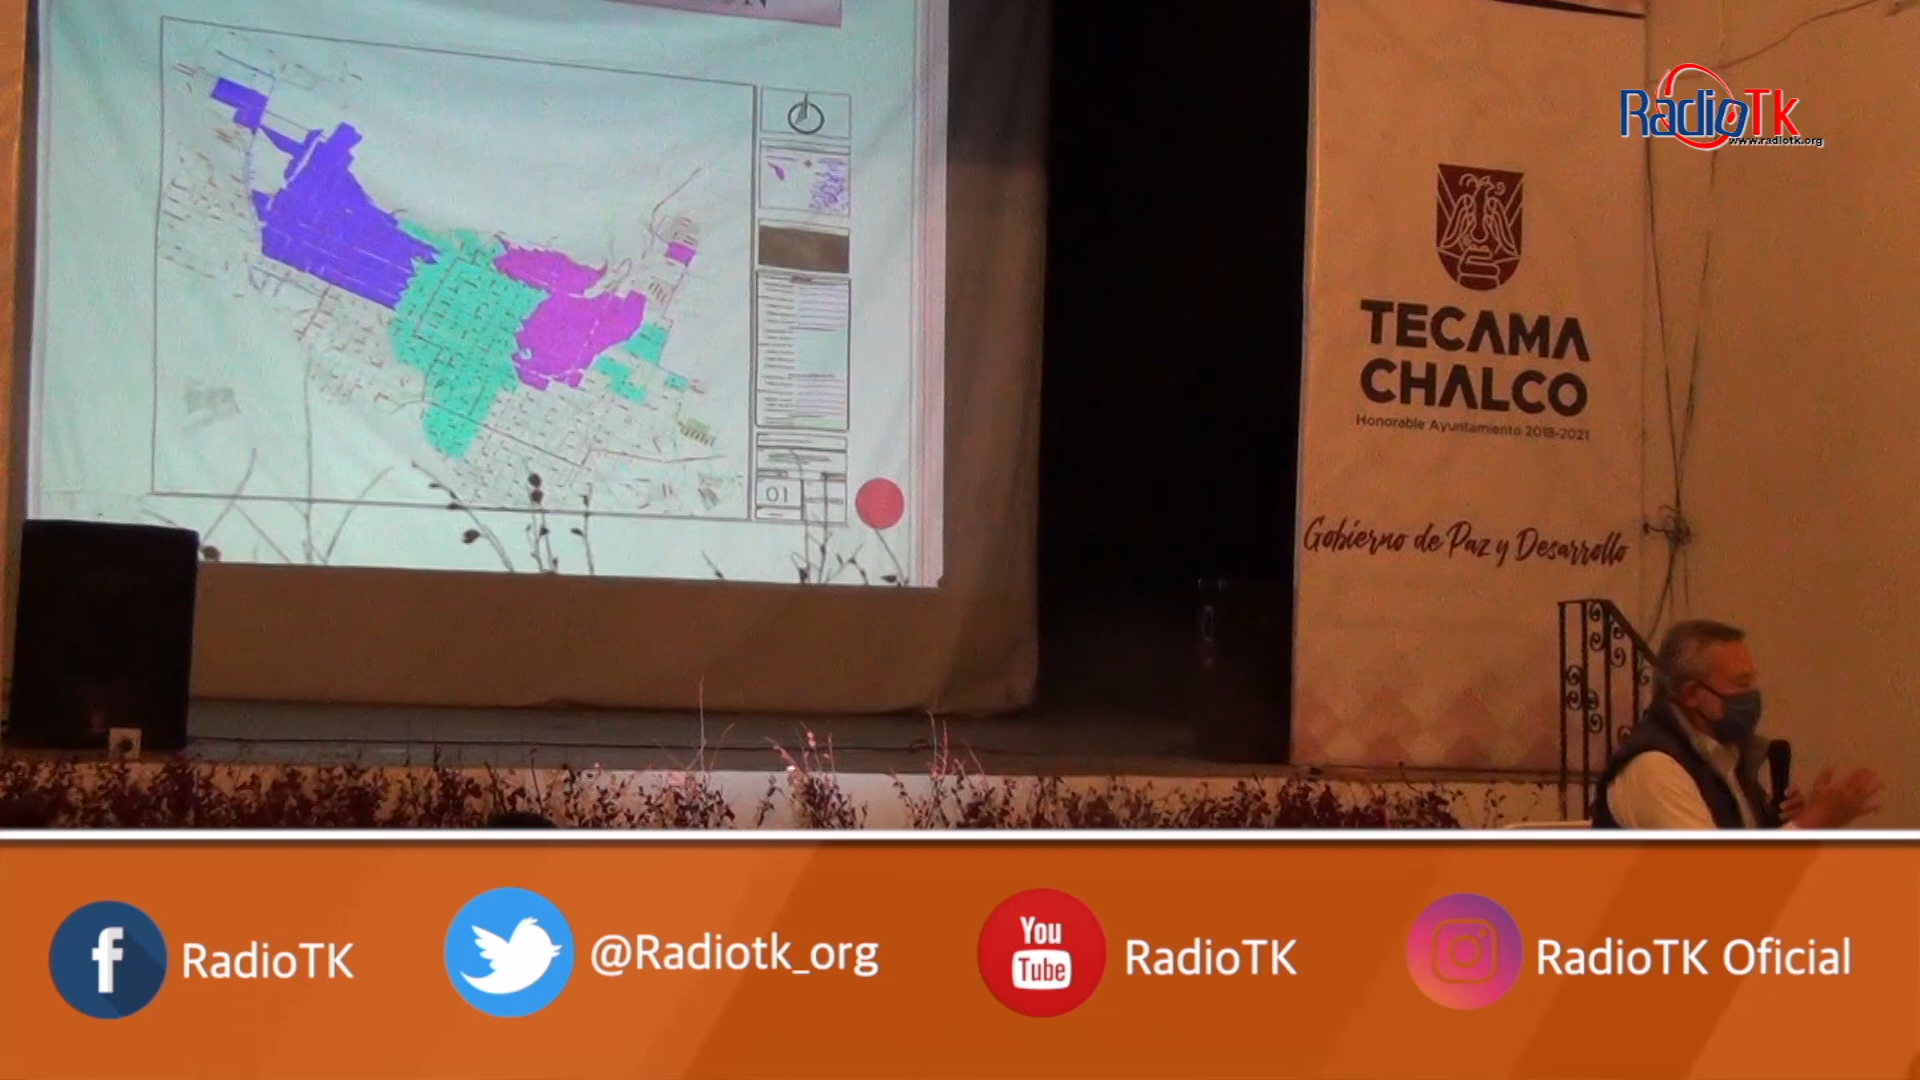 RadioTk
www.radiotk.org
TECAMA
CHALCO
Honorable Ayuntamiento 2018-2021
Gobierno de Paz y Desarrollo
01
RadioTK
@Radiotk_org
You
Tube
RadioTK
RadioTK Oficial